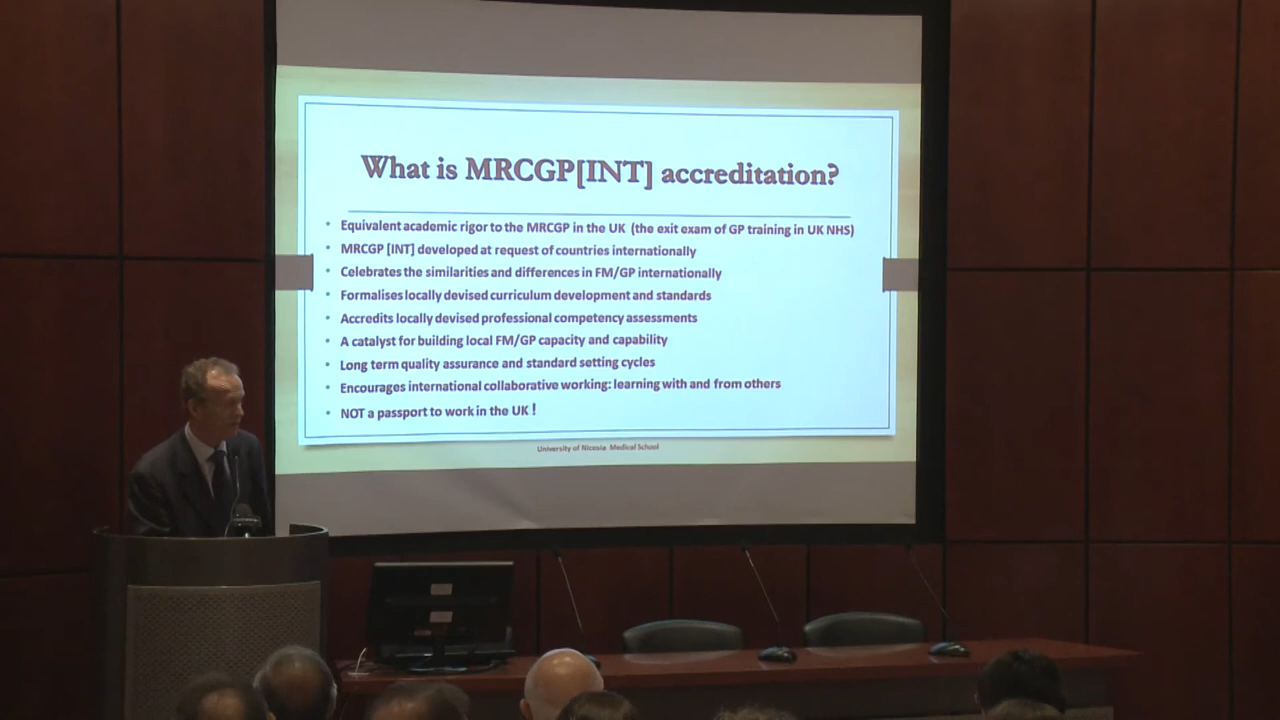 What is MRCGP[INT] accreditation?
• Equivalent academic rigor to the MRCGP in the UK (the exit exam of GP training in UK NHS)
• MRCGP [INT] developed at request of countries internationally
• Celebrates the similarities and differences in FM/GP internationally
• Formalises locally devised curriculum development and standards
• Accredits locally devised professional competency assessments
• A catalyst for building local FM/GP capacity and capability
• Long term quality assurance and standard setting cycles
• Encourages international collaborative working: learning with and from others
• NOT a passport to work in the UK !
University of Nicosia Medical School